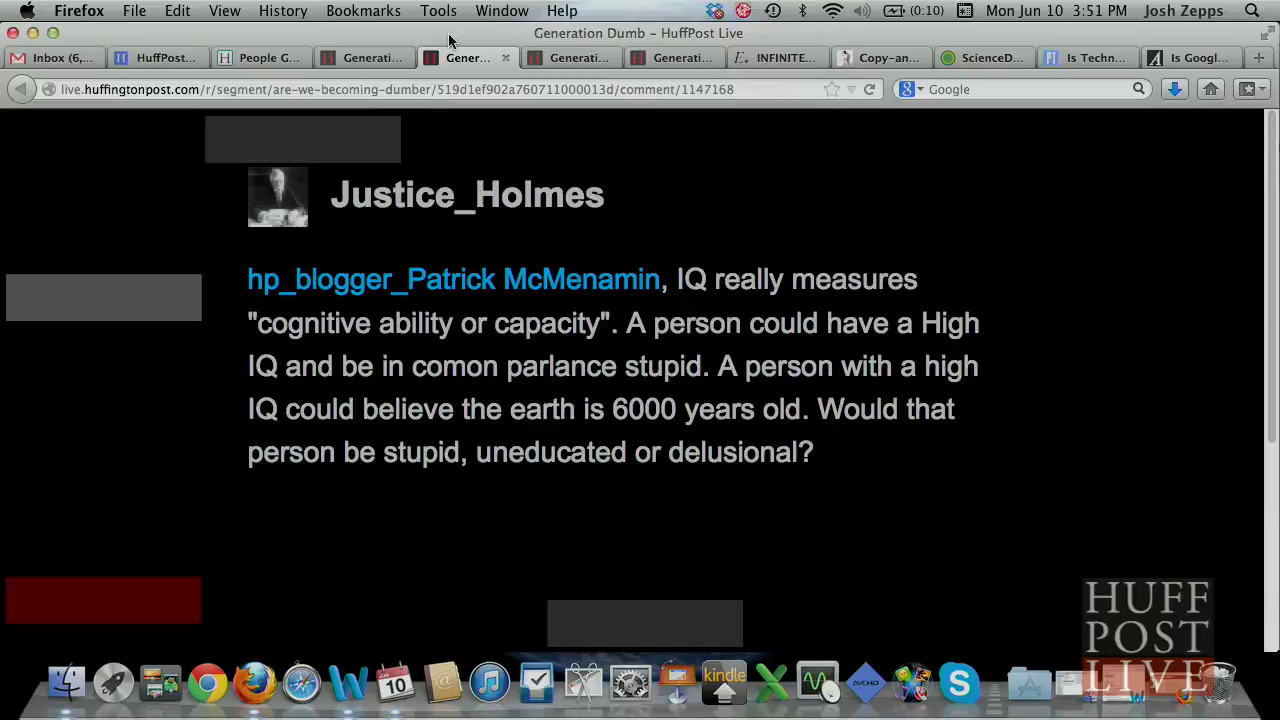 Firefox File Edit View History Bookmarks Tools Window Help (0:10) Mon Jun 10 3:51 PM Josh Zepps
Generation Dumb - HuffPost Live
Inbox (6,... HuffPost... People G... Generati... Gener... Generati... Generati... INFINITE... Copy-an... ScienceD... Is Techn... Is Googl...
live.huffingtonpost.com/r/segment/are-we-becoming-dumber/519d1ef902a760711000013d/comment/1147168 Google
Justice_Holmes
hp_blogger_Patrick McMenamin, IQ really measures
"cognitive ability or capacity". A person could have a High
IQ and be in comon parlance stupid. A person with a high
IQ could believe the earth is 6000 years old. Would that
person be stupid, uneducated or delusional?
HUFF
POST
LIVE
JUN
10
kindle
AVCHD